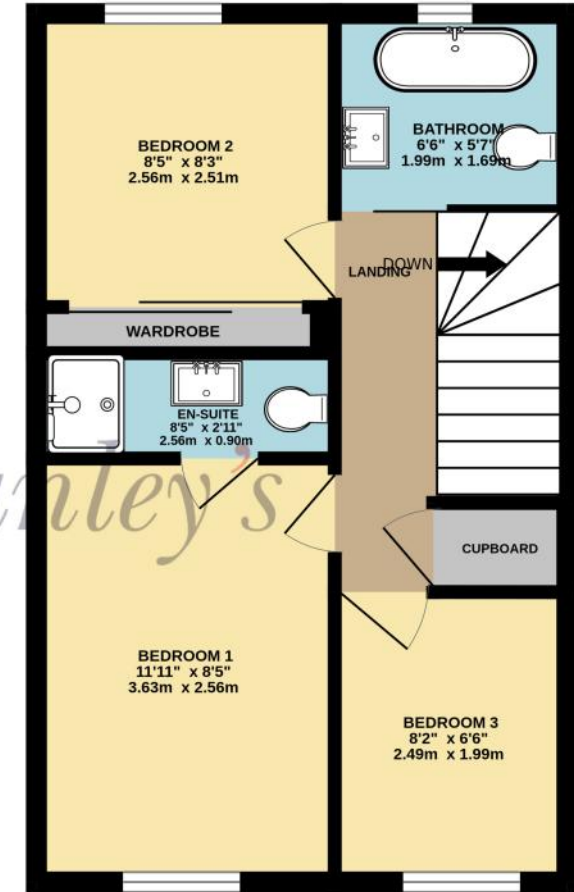 BEDROOM 2
8'5" x 8'3"
2.56m x 2.51m
BATHROOM
6'6" x 5'7"
1.99m x 1.69m
DOWN
LANDING
WARDROBE
EN-SUITE
8'5" x 2'11"
2.56m x 0.90m
nley's
CUPBOARD
BEDROOM 1
11'11" x 8'5"
3.63m x 2.56m
BEDROOM 3
8'2" x 6'6"
2.49m x 1.99m